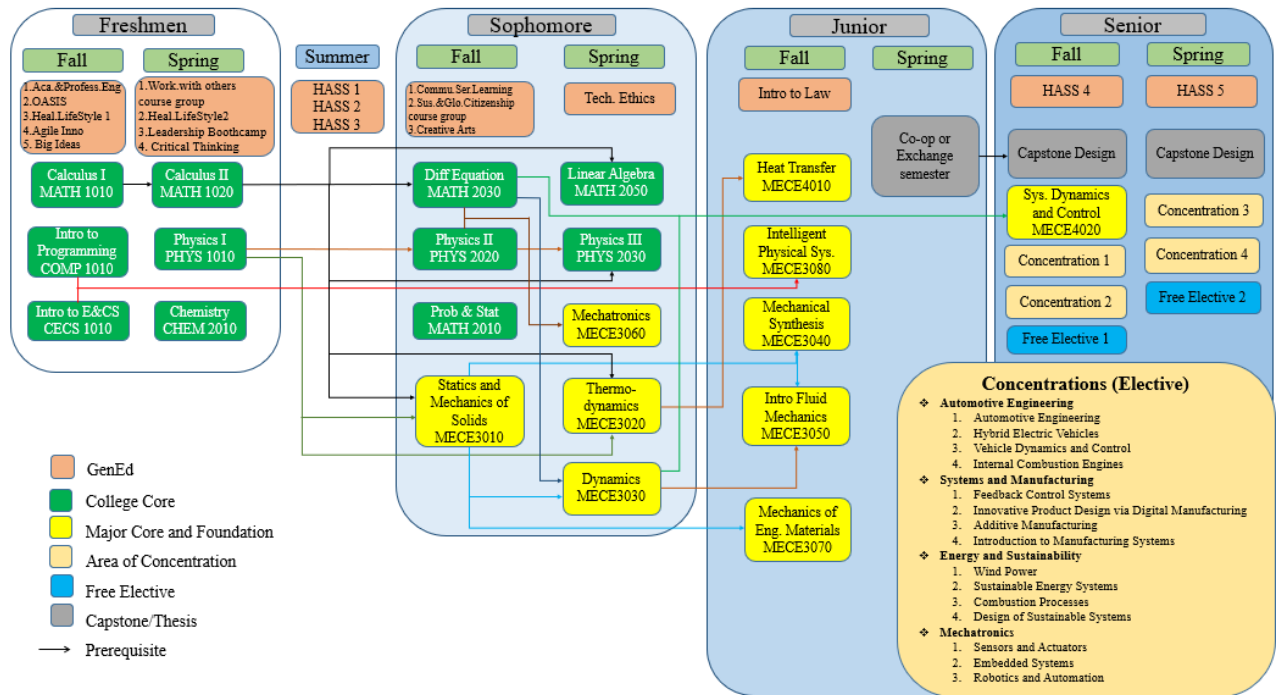 Freshmen
Fall
Spring
1.Aca.&Profess.Eng
2.OASIS
3.Heal.LifeStyle 1
4.Agile Inno
5. Big Ideas
1.Work.with others
course group
2.Heal.LifeStyle2
3.Leadership Boothcamp
4. Critical Thinking
Calculus I
MATH 1010
Calculus II
MATH 1020
Intro to
Programming
COMP 1010
Physics I
PHYS 1010
Intro to E&CS
CECS 1010
Chemistry
CHEM 2010
Summer
HASS 1
HASS 2
HASS 3
Sophomore
Fall
Spring
1.Commu.Ser.Learning
2.Sus.&Glo.Citizenship
course group
3.Creative Arts
Tech. Ethics
Diff Equation
MATH 2030
Linear Algebra
MATH 2050
Physics II
PHYS 2020
Physics III
PHYS 2030
Prob & Stat
MATH 2010
Mechatronics
MECE3060
Statics and
Mechanics of
Solids
MECE3010
Thermo-
dynamics
MECE3020
Dynamics
MECE3030
Junior
Fall
Spring
Intro to Law
Co-op or
Exchange
semester
Heat Transfer
MECE4010
Intelligent
Physical Sys.
MECE3080
Mechanical
Synthesis
MECE3040
Intro Fluid
Mechanics
MECE3050
Mechanics of
Eng. Materials
MECE3070
Senior
Fall
Spring
HASS 4
HASS 5
Capstone Design
Capstone Design
Sys. Dynamics
and Control
MECE4020
Concentration 3
Concentration 1
Concentration 4
Concentration 2
Free Elective 2
Free Elective 1
Concentrations (Elective)
❖ Automotive Engineering
1. Automotive Engineering
2. Hybrid Electric Vehicles
3. Vehicle Dynamics and Control
4. Internal Combustion Engines
❖ Systems and Manufacturing
1. Feedback Control Systems
2. Innovative Product Design via Digital Manufacturing
3. Additive Manufacturing
4. Introduction to Manufacturing Systems
❖ Energy and Sustainability
1. Wind Power
2. Sustainable Energy Systems
3. Combustion Processes
4. Design of Sustainable Systems
❖ Mechatronics
1. Sensors and Actuators
2. Embedded Systems
3. Robotics and Automation
GenEd
College Core
Major Core and Foundation
Area of Concentration
Free Elective
Capstone/Thesis
Prerequisite